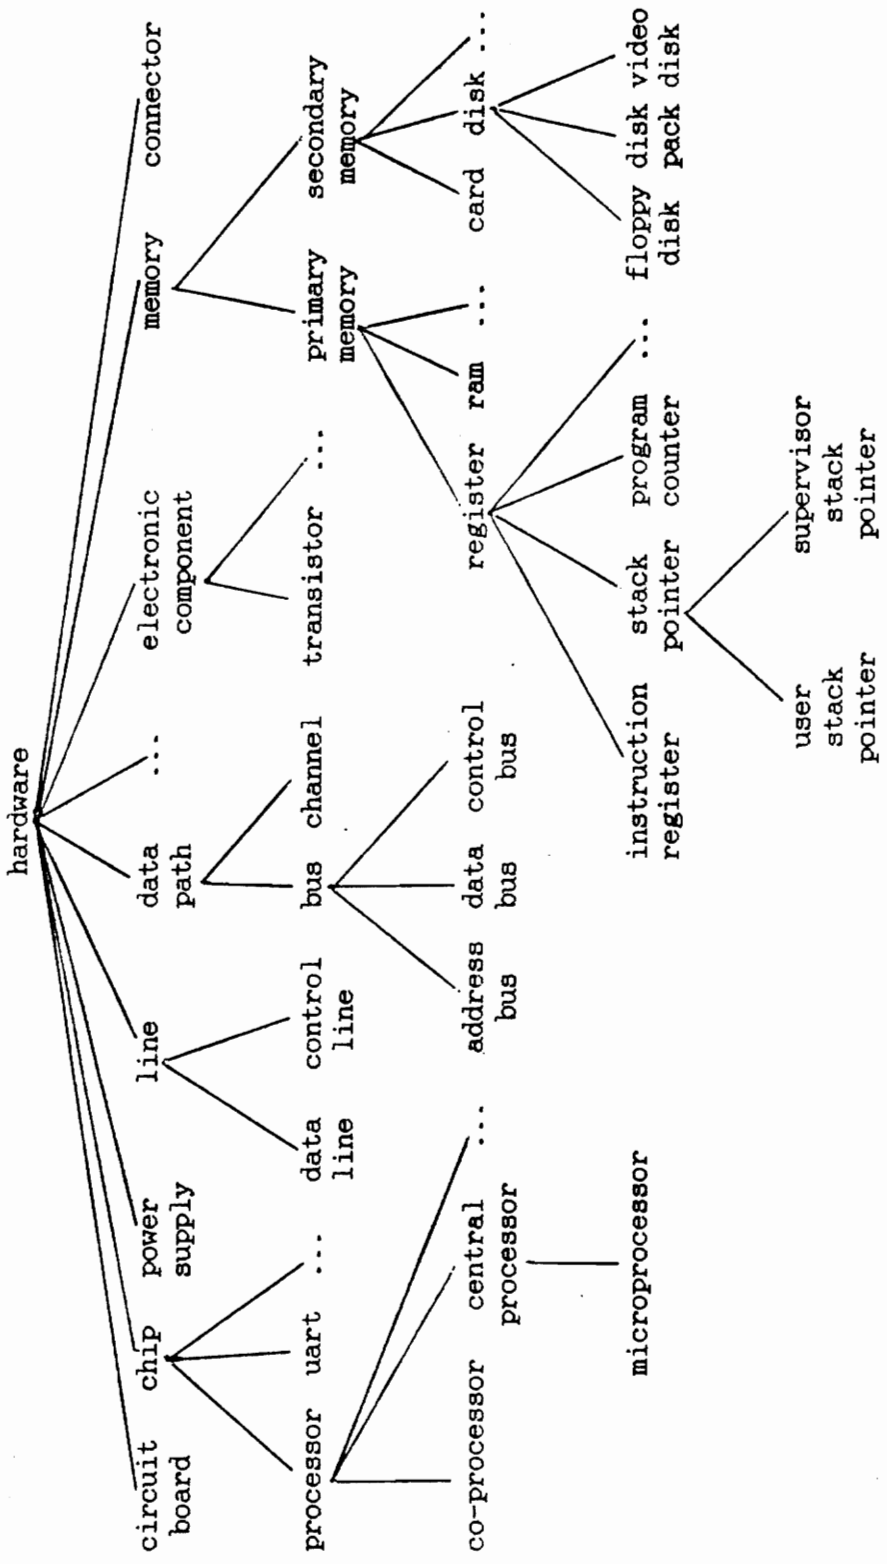 hardware
circuit
board
chip
power
supply
line
data
path
...
electronic
component
memory
connector
processor
uart
...
data
line
control
line
bus
channel
transistor
...
primary
memory
secondary
memory
co-processor
central
processor
...
address
bus
data
bus
control
bus
register
ram
...
card
disk
...
microprocessor
instruction
register
stack
pointer
program
counter
...
floppy
disk
disk
pack
video
disk
user
stack
pointer
supervisor
stack
pointer